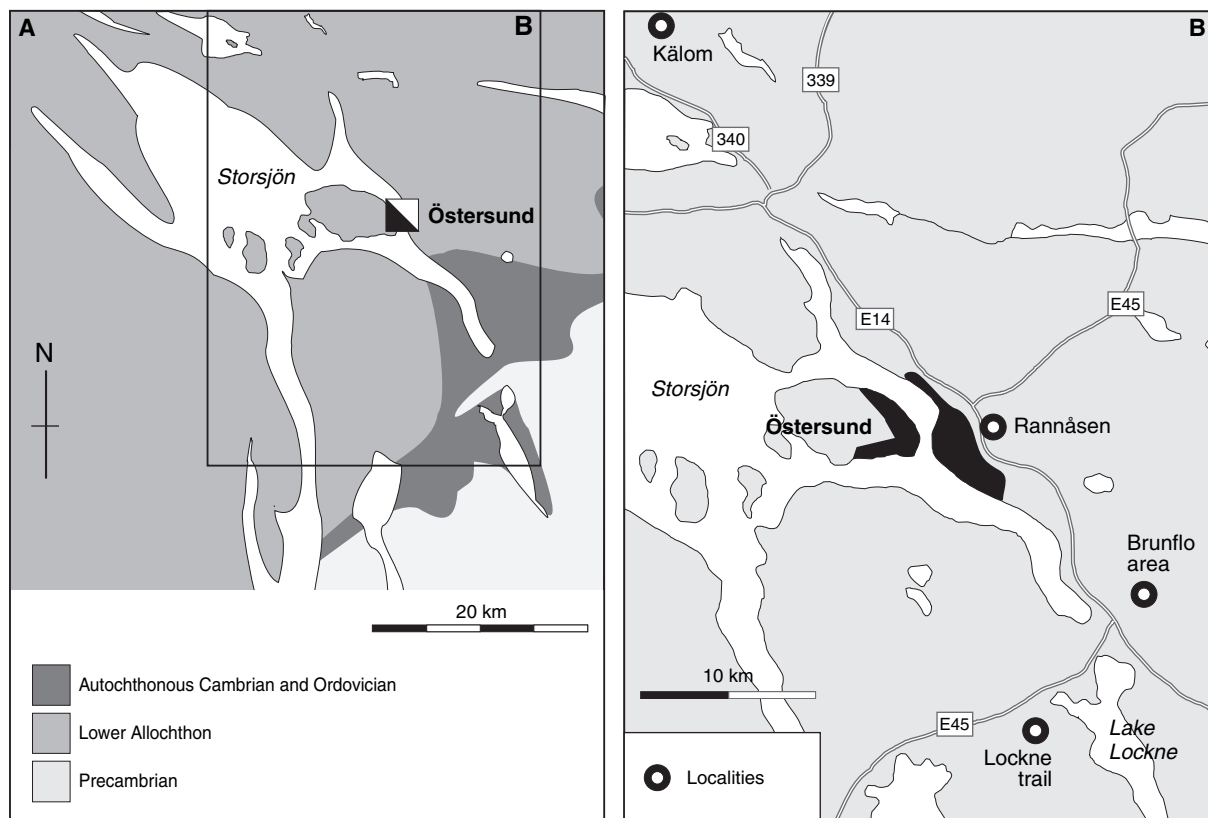 A
B
Storsjön
Östersund
N
20 km
Autochthonous Cambrian and Ordovician
Lower Allochthon
Precambrian
B
Kälom
339
340
E45
E14
Storsjön
Östersund
Rannåsen
Brunflo
area
10 km
E45
Lake
Lockne
Lockne
trail
Localities